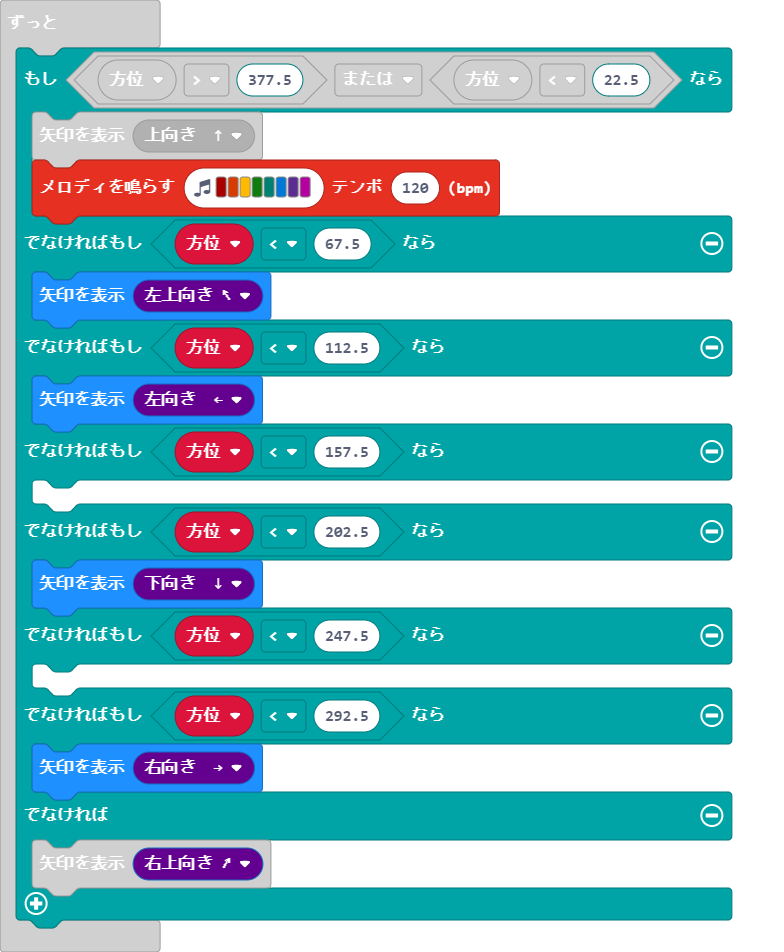 ずっと
もし 方位 > 377.5 または 方位 < 22.5 なら
矢印を表示 上向き ↑
メロディを鳴らす テンポ 120 (bpm)
でなければもし 方位 < 67.5 なら
矢印を表示 左上向き ↖
でなければもし 方位 < 112.5 なら
矢印を表示 左向き ←
でなければもし 方位 < 157.5 なら
でなければもし 方位 < 202.5 なら
矢印を表示 下向き ↓
でなければもし 方位 < 247.5 なら
でなければもし 方位 < 292.5 なら
矢印を表示 右向き →
でなければ
矢印を表示 右上向き ↗